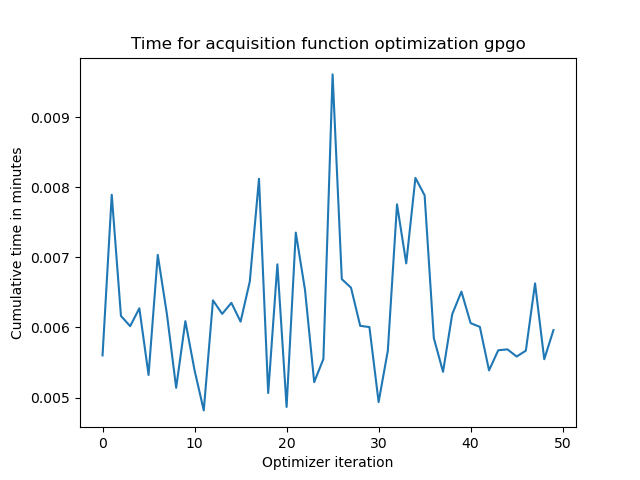 Time for acquisition function optimization gpgo
Cumulative time in minutes
0.009
0.008
0.007
0.006
0.005
0 10 20 30 40 50
Optimizer iteration